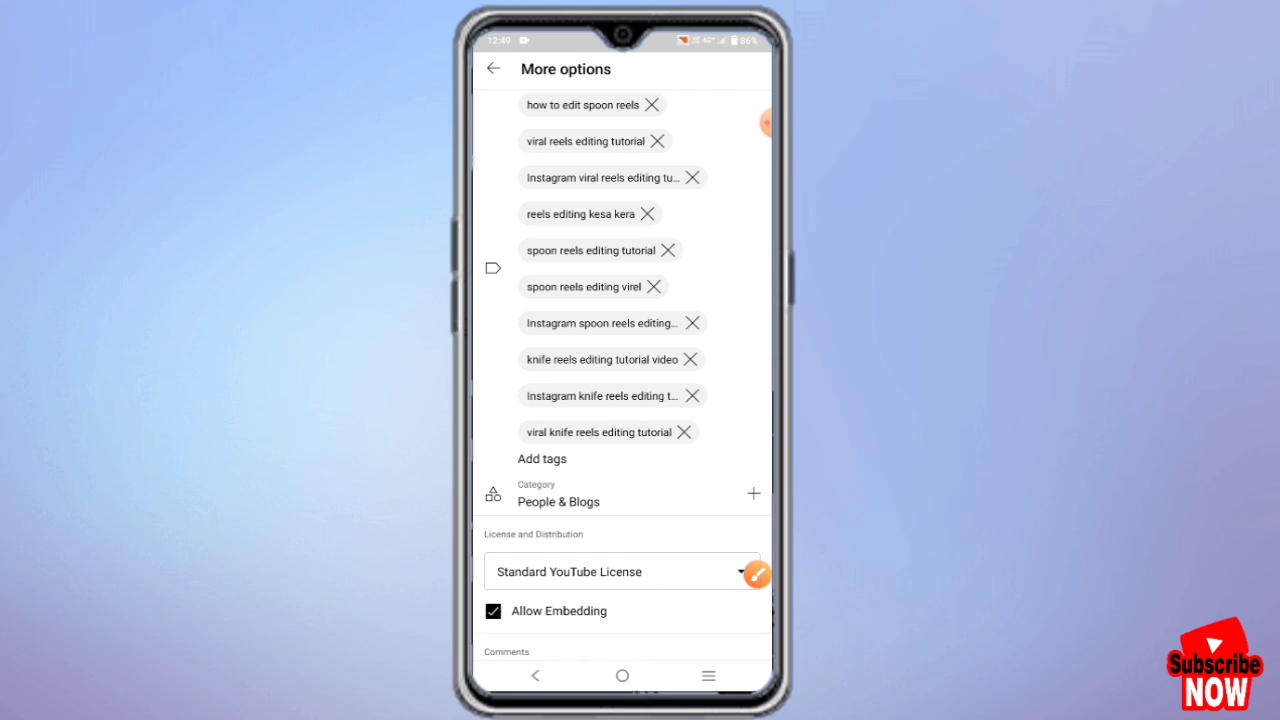 12:49 4G+ 86%
More options
how to edit spoon reels
viral reels editing tutorial
Instagram viral reels editing tu...
reels editing kesa kera
spoon reels editing tutorial
spoon reels editing virel
Instagram spoon reels editing...
knife reels editing tutorial video
Instagram knife reels editing t...
viral knife reels editing tutorial
Add tags
Category
People & Blogs
License and Distribution
Standard YouTube License
Allow Embedding
Comments
Subscribe
NOW